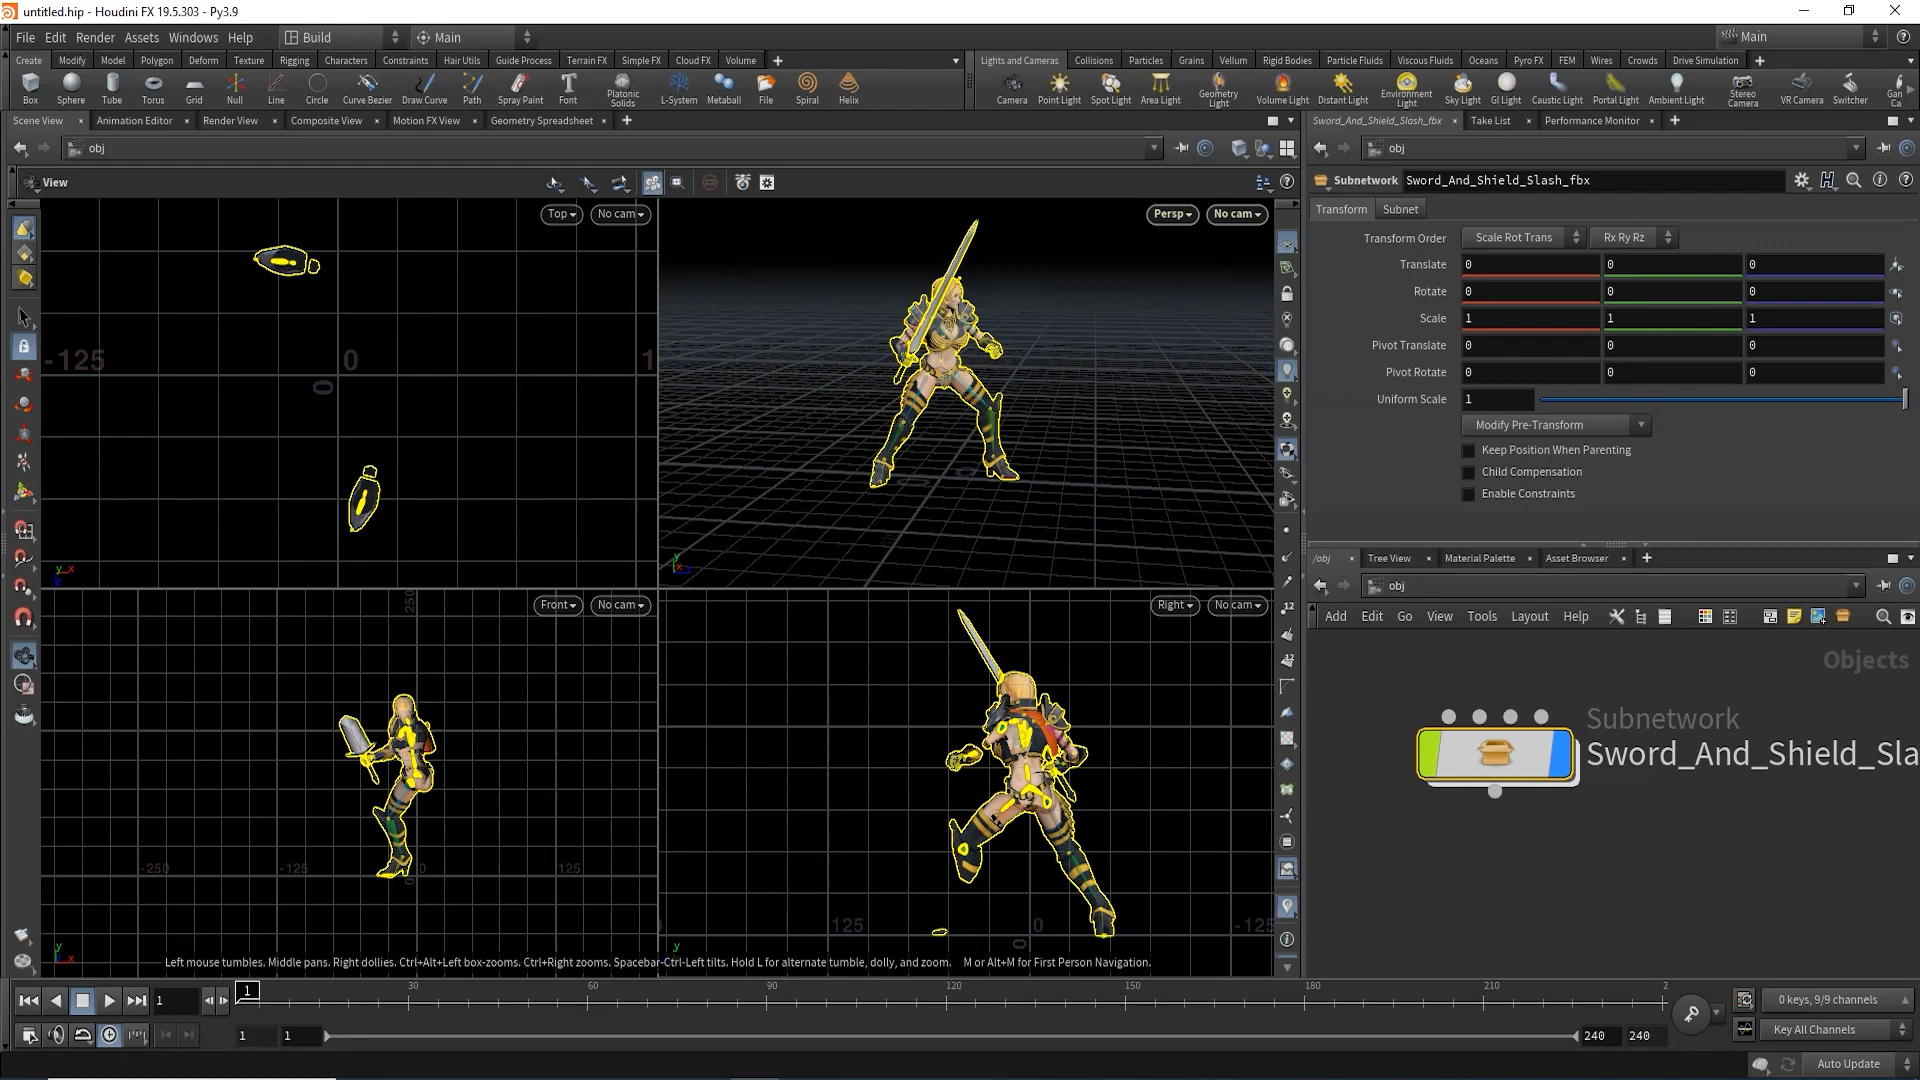 untitled.hip - Houdini FX 19.5.303 - Py3.9
File Edit Render Assets Windows Help Build Main Main
Create Modify Model Polygon Deform Texture Rigging Characters Constraints Hair Utils Guide Process Terrain FX Simple FX Cloud FX Volume
Lights and Cameras Collisions Particles Grains Vellum Rigid Bodies Particle Fluids Viscous Fluids Oceans Pyro FX FEM Wires Crowds Drive Simulation
Box Sphere Tube Torus Grid Null Line Circle Curve Bezier Draw Curve Path Spray Paint Font Platonic Solids L-System Metaball File Spiral Helix
Camera Point Light Spot Light Area Light Geometry Light Volume Light Distant Light Environment Light Sky Light GI Light Caustic Light Portal Light Ambient Light Stereo Camera VR Camera Switcher Gan Ca
Scene View Animation Editor Render View Composite View Motion FX View Geometry Spreadsheet
Sword_And_Shield_Slash_fbx Take List Performance Monitor
obj
obj
View
Subnetwork Sword_And_Shield_Slash_fbx
Transform Subnet
Top No cam
Persp No cam
Transform Order Scale Rot Trans Rx Ry Rz
Translate 0 0 0
Rotate 0 0 0
Scale 1 1 1
Pivot Translate 0 0 0
Pivot Rotate 0 0 0
Uniform Scale 1
Modify Pre-Transform
Keep Position When Parenting
Child Compensation
Enable Constraints
-125 0 1
0
0
0
y x
z
y
x z
/obj Tree View Material Palette Asset Browser
obj
Add Edit Go View Tools Layout Help
Objects
Subnetwork
Sword_And_Shield_Sla
Front No cam
Right No cam
250
-250 -125 0 125
0
125 0 -125
0
12
12
y x
y
Left mouse tumbles. Middle pans. Right dollies. Ctrl+Alt+Left box-zooms. Ctrl+Right zooms. Spacebar-Ctrl-Left tilts. Hold L for alternate tumble, dolly, and zoom. M or Alt+M for First Person Navigation.
1 1 30 60 90 120 150 180 210 2
0 keys, 9/9 channels
1 1 240 240
Key All Channels
Auto Update